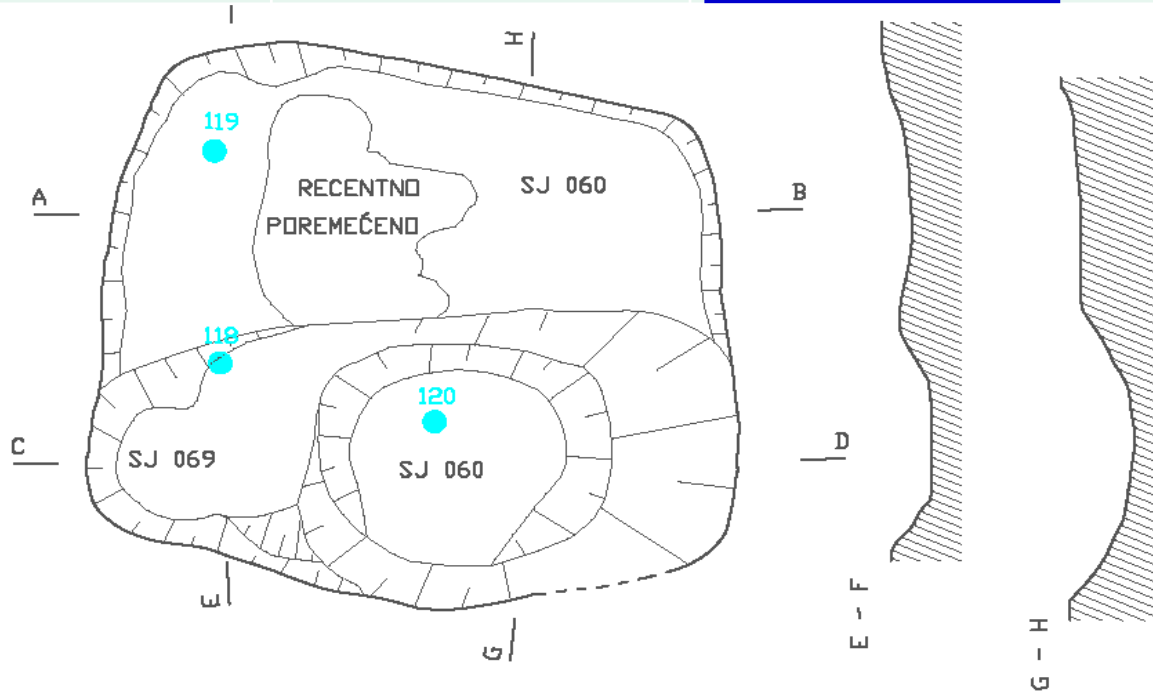 H
119
RECENTNO
POREMEĆENO
SJ 060
A
B
118
120
C
SJ 069
SJ 060
D
E
G
E - F
G - H